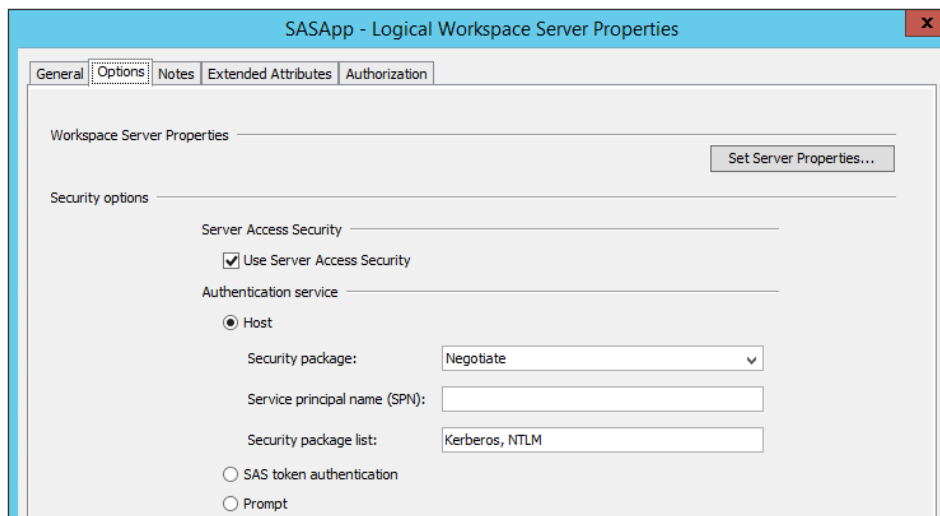 SASApp - Logical Workspace Server Properties
x
General Options Notes Extended Attributes Authorization
Workspace Server Properties
Set Server Properties...
Security options
Server Access Security
Use Server Access Security
Authentication service
Host
Security package: Negotiate
Service principal name (SPN):
Security package list: Kerberos, NTLM
SAS token authentication
Prompt